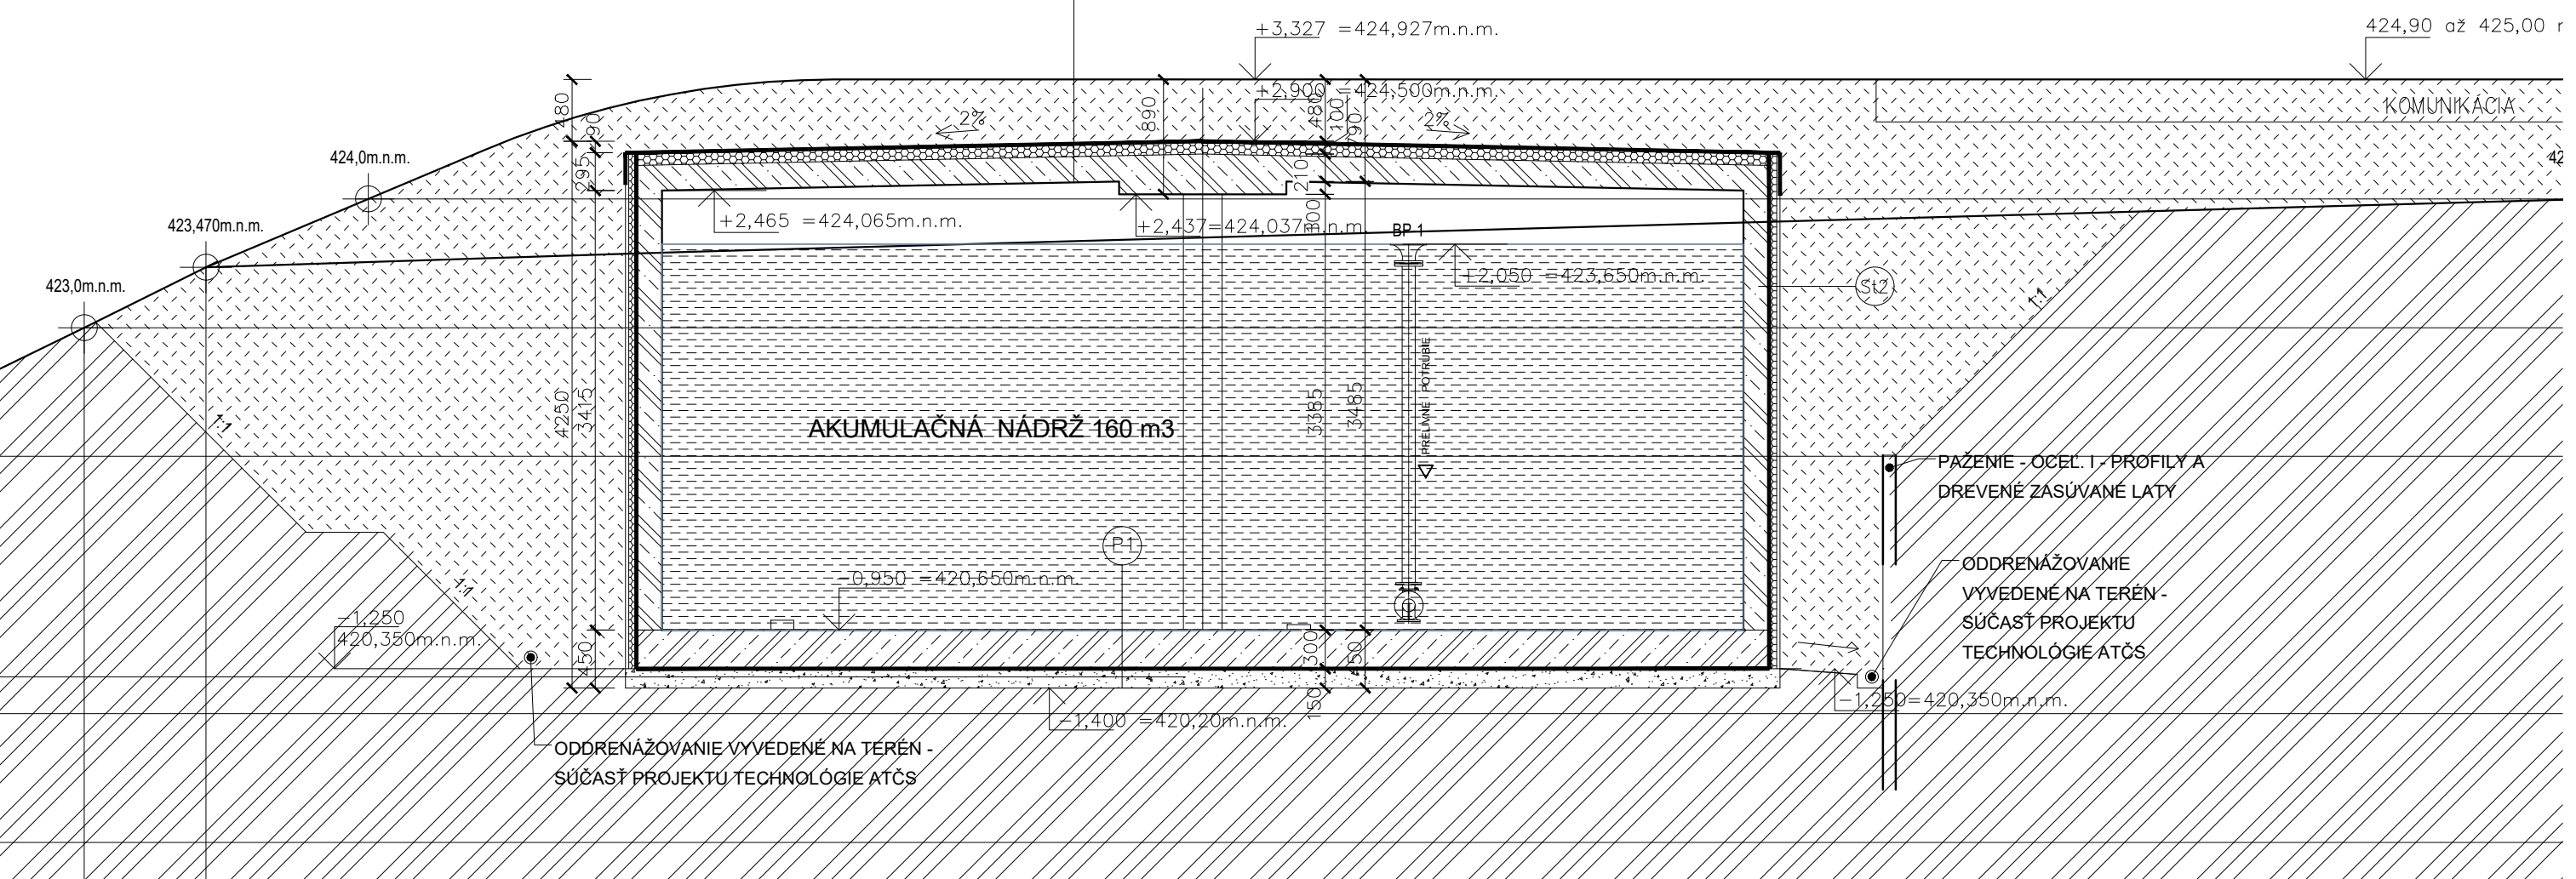 +3,327 =424,927m.n.m.
424,90 až 425,00
+2,900 =424,500m.n.m.
KOMUNIKÁCIA
480
90
295
2%
890
480
100
790
2%
424,0m.n.m.
210
300
+2,465 =424,065m.n.m.
+2,437=424,037m.n.m.
423,470m.n.m.
BP 1
+2,050 =423,650m.n.m.
St2
423,0m.n.m.
1:1
PRELIVNÉ POTRUBIE
4250
3415
3385
3485
1:1
AKUMULAČNÁ NÁDRŽ 160 m3
PAŽENIE - OCEĽ. I - PROFILY A
DREVENÉ ZASÚVANÉ LATY
P1
1:1
-0,950 =420,650m.n.m.
ODDRENÁŽOVANIE
VYVEDENÉ NA TERÉN -
SÚČASŤ PROJEKTU
TECHNOLÓGIE ATČS
-1,250
420,350m.n.m.
450
300
450
150
-1,250=420,350m.n.m.
-1,400 =420,20m.n.m.
ODDRENÁŽOVANIE VYVEDENÉ NA TERÉN -
SÚČASŤ PROJEKTU TECHNOLÓGIE ATČS